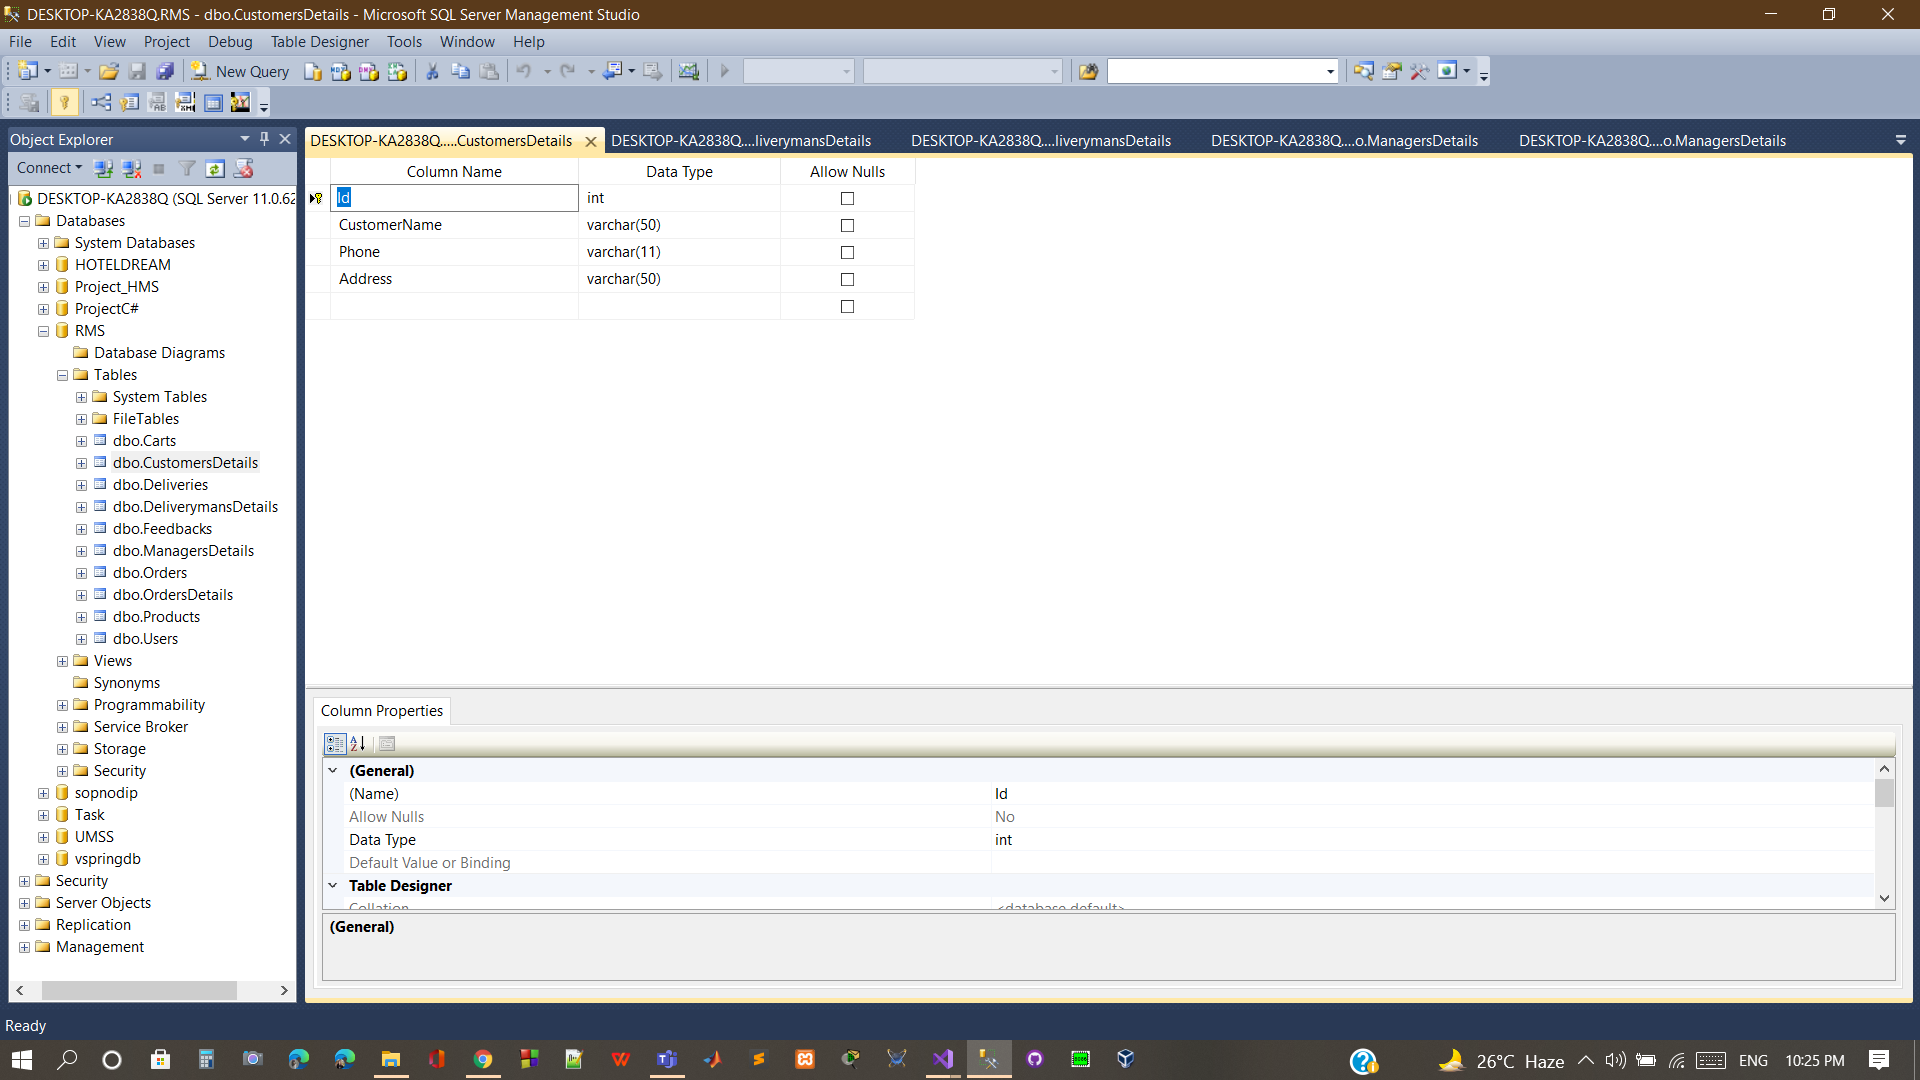 DESKTOP-KA2838Q.RMS - dbo.CustomersDetails - Microsoft SQL Server Management Studio
File Edit View Project Debug Table Designer Tools Window Help
New Query
Object Explorer
Connect
DESKTOP-KA2838Q (SQL Server 11.0.62
Databases
System Databases
HOTELDREAM
Project_HMS
ProjectC#
RMS
Database Diagrams
Tables
System Tables
FileTables
dbo.Carts
dbo.CustomersDetails
dbo.Deliveries
dbo.DeliverymansDetails
dbo.Feedbacks
dbo.ManagersDetails
dbo.Orders
dbo.OrdersDetails
dbo.Products
dbo.Users
Views
Synonyms
Programmability
Service Broker
Storage
Security
sopnodip
Task
UMSS
vspringdb
Security
Server Objects
Replication
Management
DESKTOP-KA2838Q.....CustomersDetails DESKTOP-KA2838Q....liverymansDetails DESKTOP-KA2838Q....liverymansDetails DESKTOP-KA2838Q....o.ManagersDetails DESKTOP-KA2838Q....o.ManagersDetails
Column Name Data Type Allow Nulls
Id int
CustomerName varchar(50)
Phone varchar(11)
Address varchar(50)
Column Properties
(General)
(Name) Id
Allow Nulls No
Data Type int
Default Value or Binding
Table Designer
Collation <database default>
(General)
Ready
26°C Haze ENG 10:25 PM